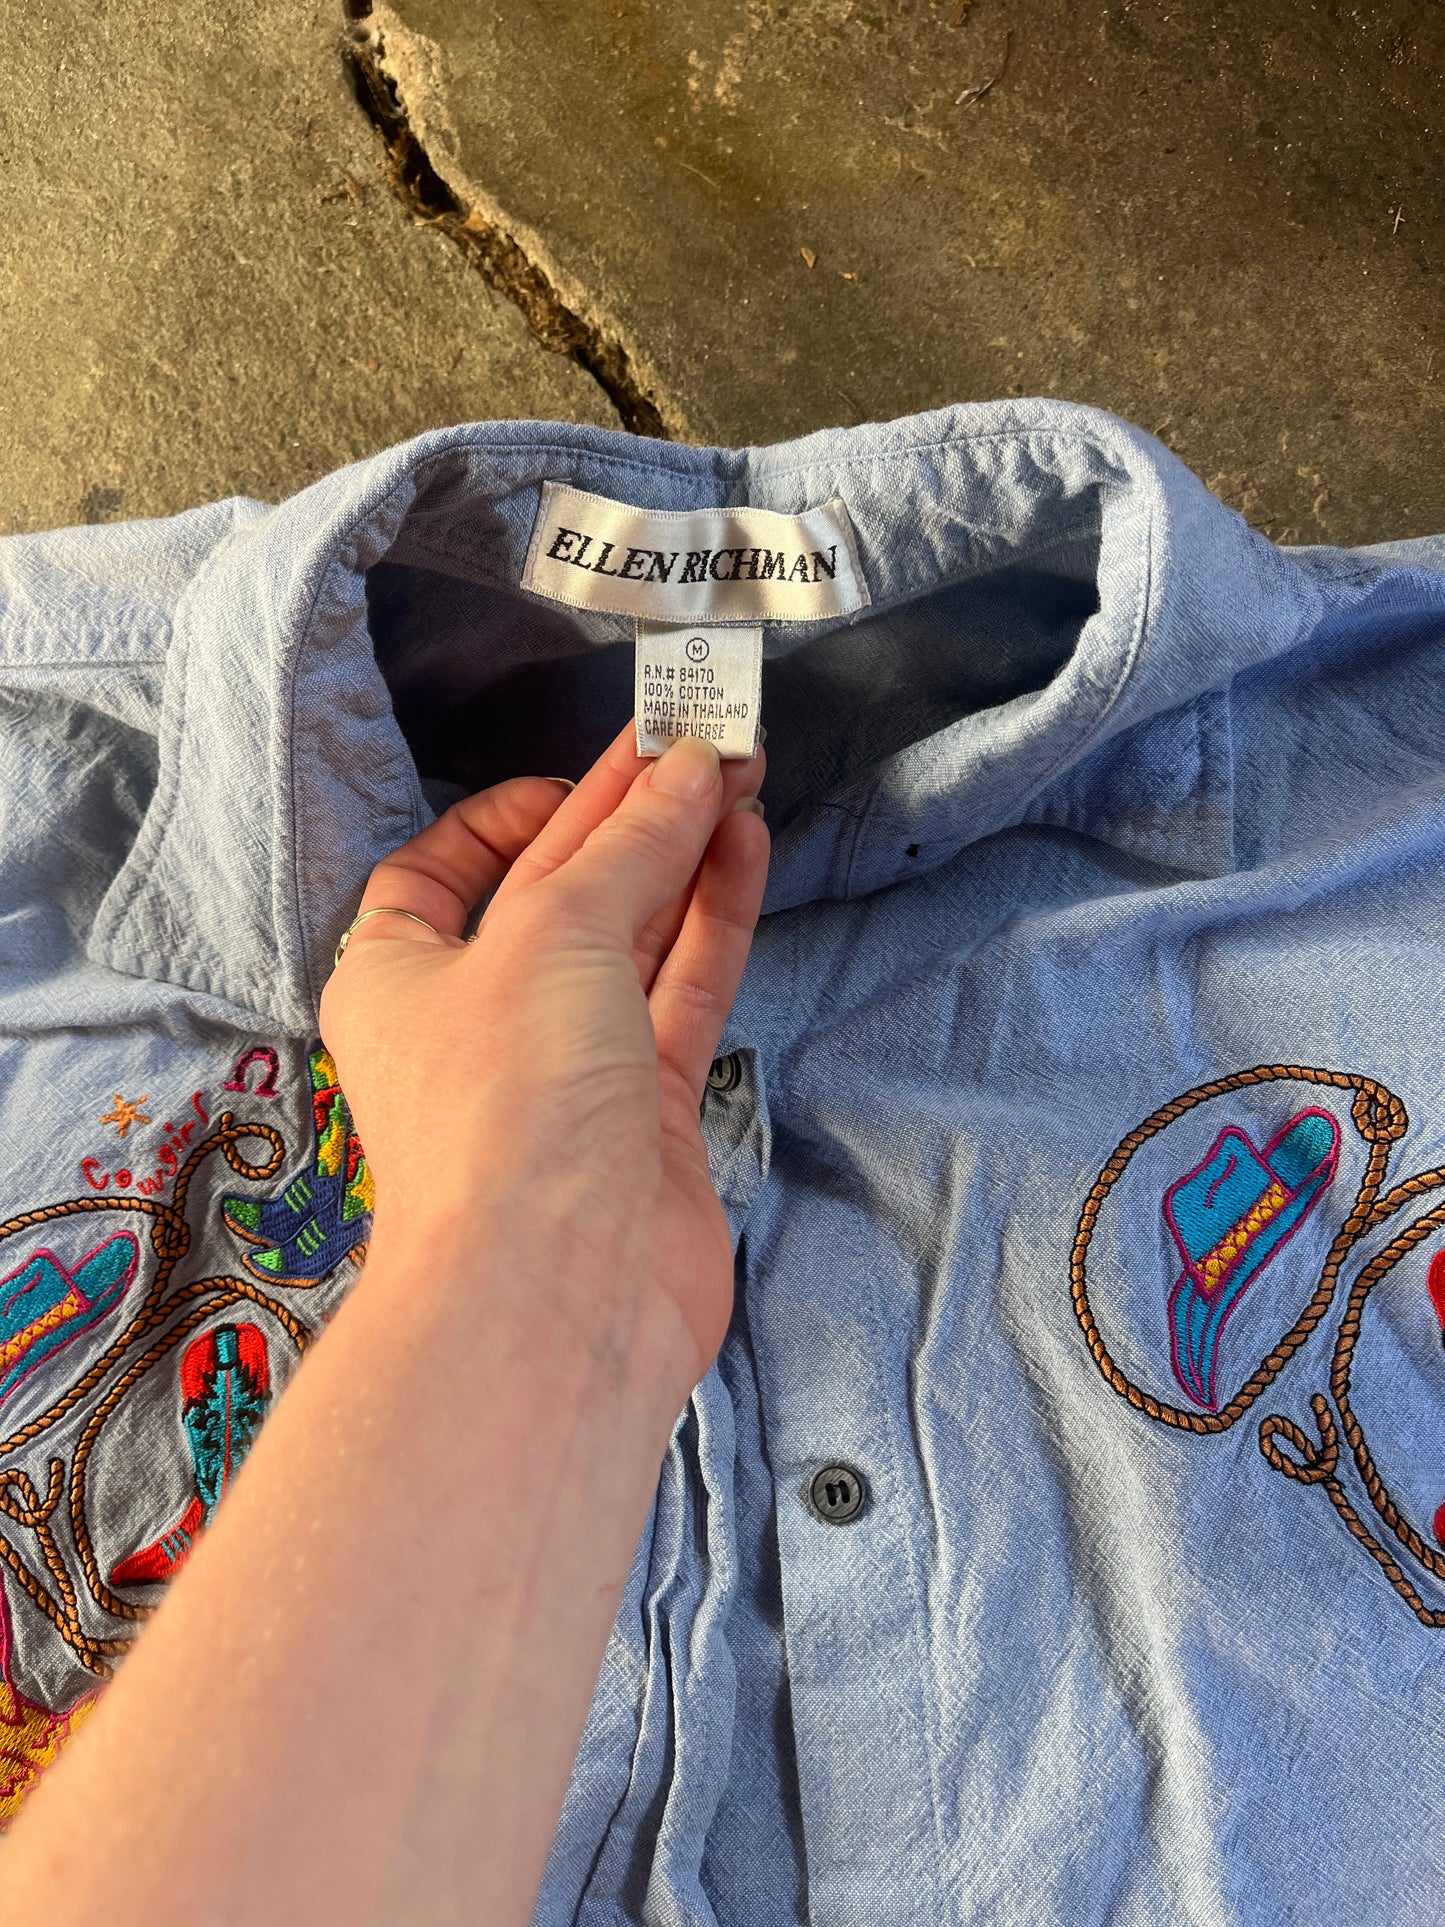 ELLEN RICHMAN
M
R.N.# 84170
100% COTTON
MADE IN THAILAND
CARE REVERSE
Cowgirl